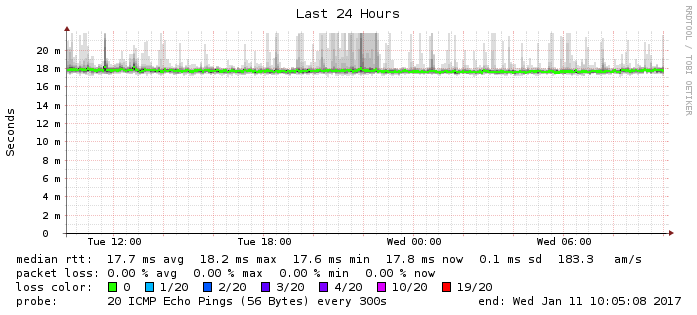 Last 24 Hours
RRDTOOL / TOBI OETIKER
Seconds
20 m
18 m
16 m
14 m
12 m
10 m
8 m
6 m
4 m
2 m
0
Tue 12:00 Tue 18:00 Wed 00:00 Wed 06:00
median rtt: 17.7 ms avg 18.2 ms max 17.6 ms min 17.8 ms now 0.1 ms sd 183.3 am/s
packet loss: 0.00 % avg 0.00 % max 0.00 % min 0.00 % now
loss color: 0 1/20 2/20 3/20 4/20 10/20 19/20
probe: 20 ICMP Echo Pings (56 Bytes) every 300s end: Wed Jan 11 10:05:08 2017